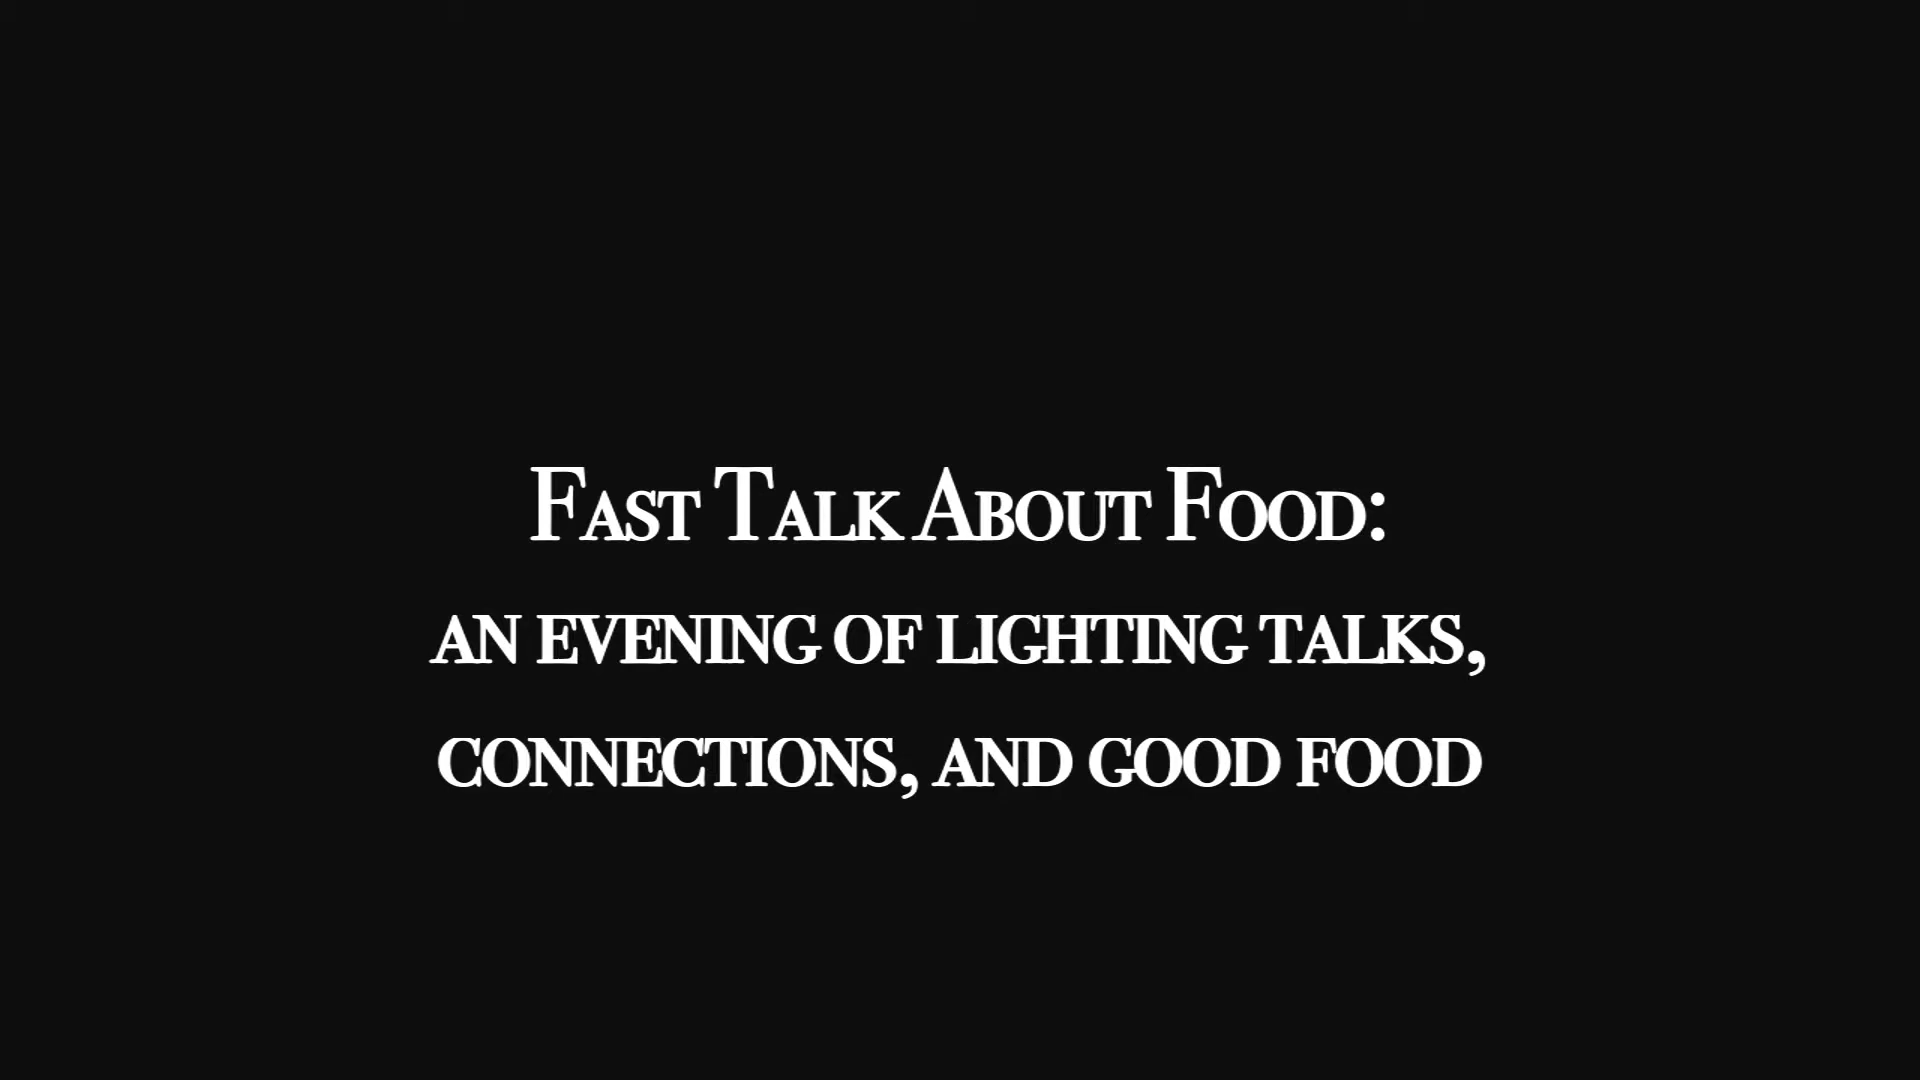 Fast Talk About Food:
an evening of lighting talks,
connections, and good food